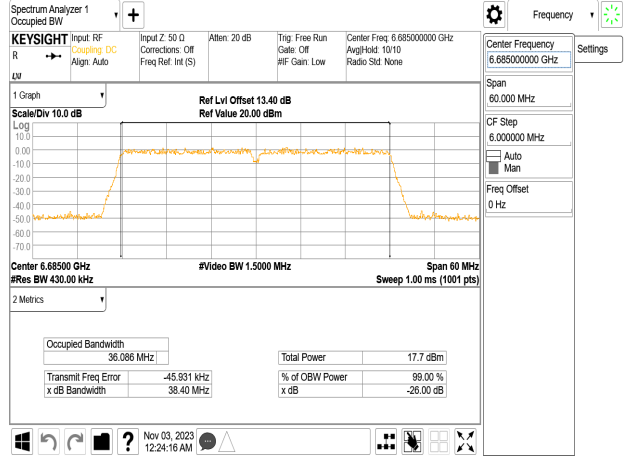 Spectrum Analyzer 1
Occupied BW
Frequency
KEYSIGHT
R
Input: RF
Coupling: DC
Align: Auto
Input Z: 50 Ω
Corrections: Off
Freq Ref: Int (S)
Atten: 20 dB
Trig: Free Run
Gate: Off
#IF Gain: Low
Center Freq: 6.685000000 GHz
Avg|Hold: 10/10
Radio Std: None
LXI
Center Frequency
6.685000000 GHz
Settings
Span
60.000 MHz
CF Step
6.000000 MHz
Auto
Man
Freq Offset
0 Hz
1 Graph
Scale/Div 10.0 dB
Ref Lvl Offset 13.40 dB
Ref Value 20.00 dBm
Log
10.0
0.00
-10.0
-20.0
-30.0
-40.0
-50.0
-60.0
-70.0
Center 6.68500 GHz
#Video BW 1.5000 MHz
Span 60 MHz
#Res BW 430.00 kHz
Sweep 1.00 ms (1001 pts)
2 Metrics
Occupied Bandwidth
36.086 MHz
Total Power 17.7 dBm
Transmit Freq Error -45.931 kHz
% of OBW Power 99.00 %
x dB Bandwidth 38.40 MHz
x dB -26.00 dB
Nov 03, 2023
12:24:16 AM